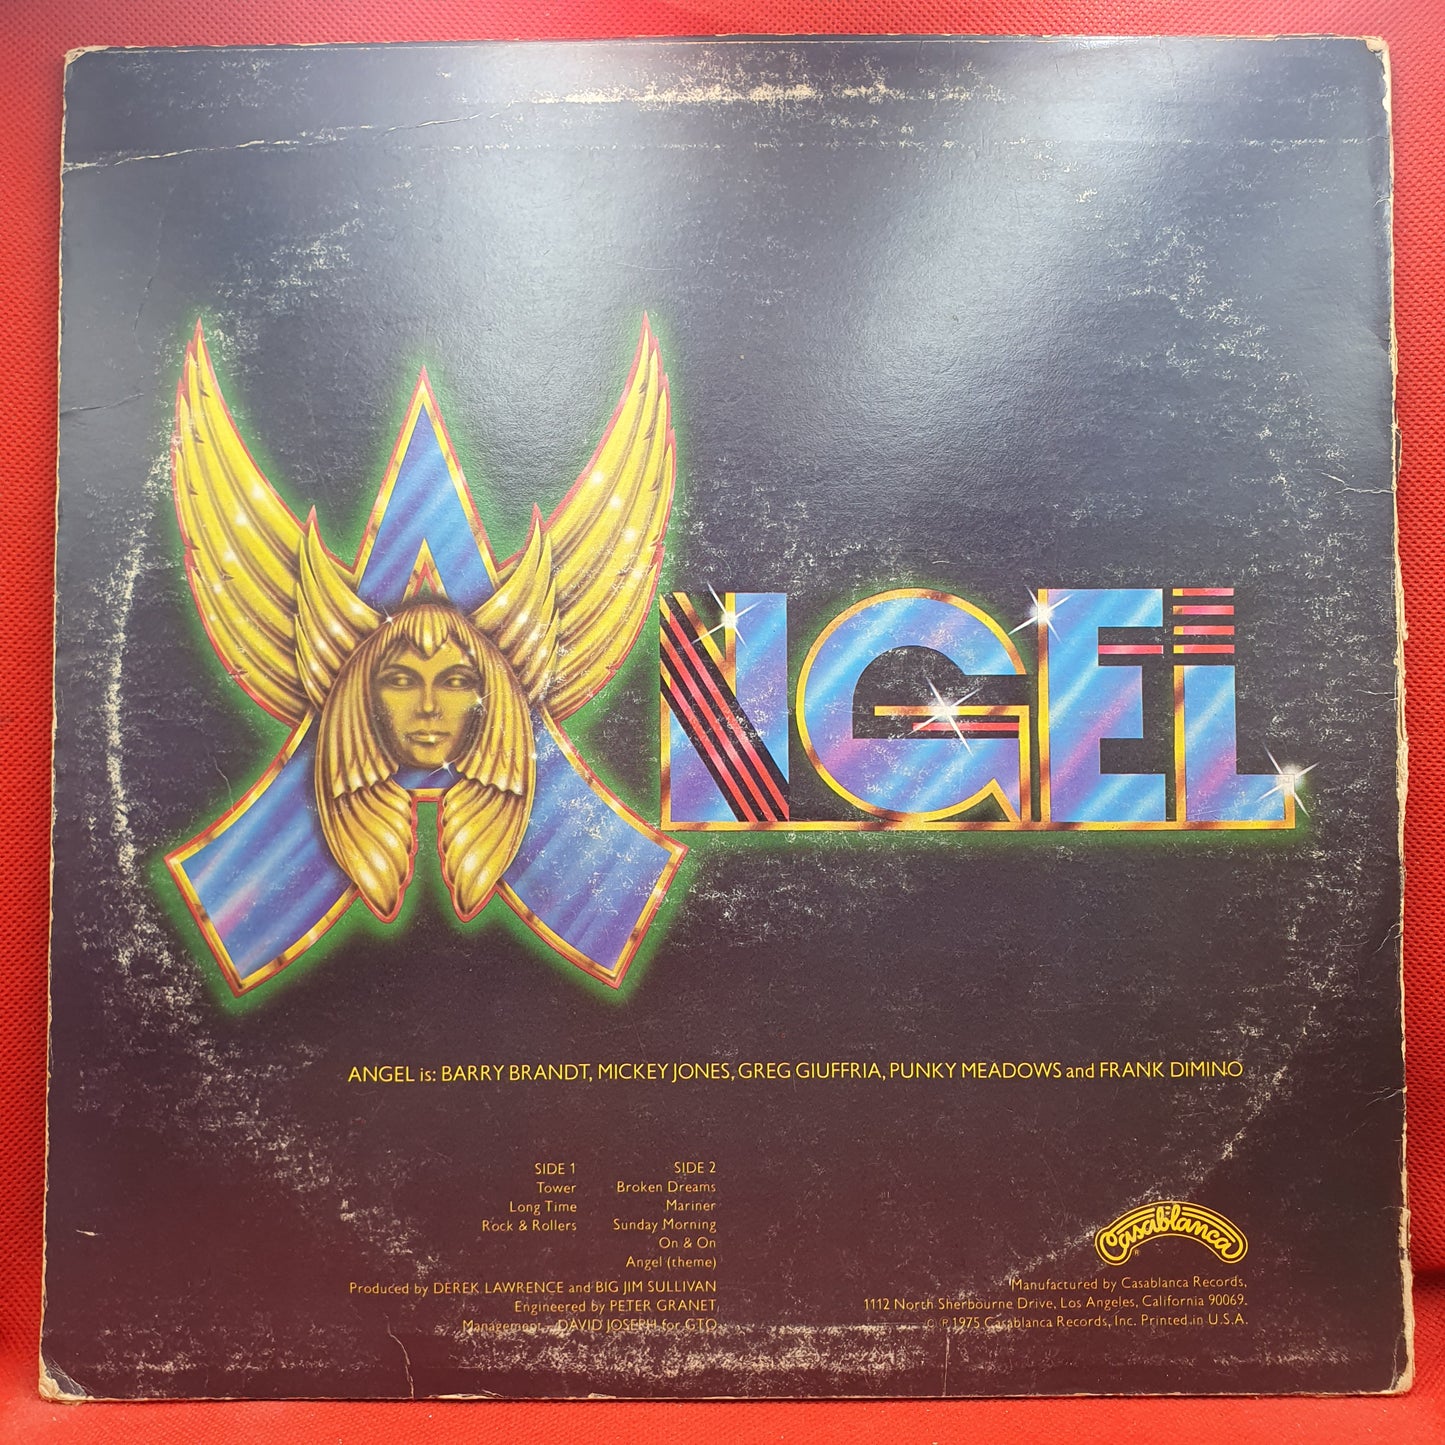 ANGEL
ANGEL is: BARRY BRANDT, MICKEY JONES, GREG GIUFFRIA, PUNKY MEADOWS and FRANK DIMINO
SIDE 1
Tower
Long Time
Rock & Rollers
SIDE 2
Broken Dreams
Mariner
Sunday Morning
On & On
Angel (theme)
Produced by DEREK LAWRENCE and BIG JIM SULLIVAN
Engineered by PETER GRANET
Management - DAVID JOSEPH for GTO
Casablanca ®
Manufactured by Casablanca Records,
1112 North Sherbourne Drive, Los Angeles, California 90069.
© ℗ 1975 Casablanca Records, Inc. Printed in U.S.A.